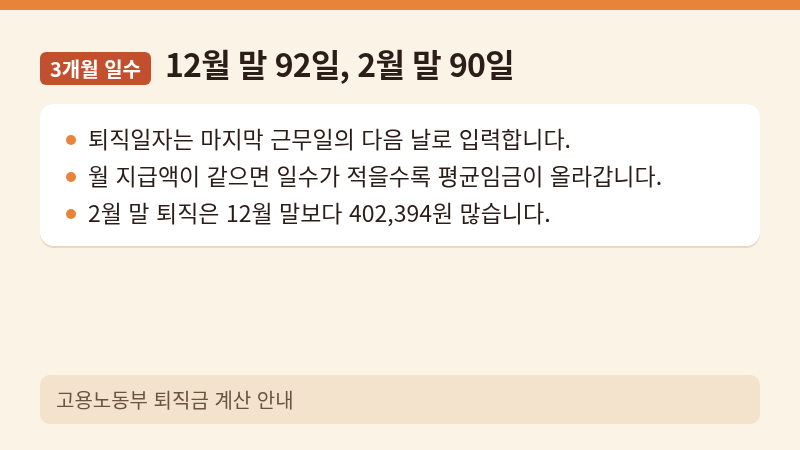 3개월 일수 12월 말 92일, 2월 말 90일
퇴직일자는 마지막 근무일의 다음 날로 입력합니다.
월 지급액이 같으면 일수가 적을수록 평균임금이 올라갑니다.
2월 말 퇴직은 12월 말보다 402,394원 많습니다.
고용노동부 퇴직금 계산 안내